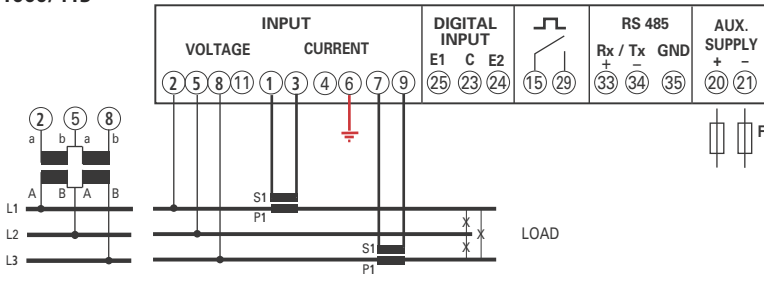 INPUT
VOLTAGE CURRENT
2 5 8 11 1 3 4 6 7 9
DIGITAL
INPUT
E1 C E2
25 23 24
15 29
RS 485
Rx / Tx GND
+ –
33 34 35
AUX.
SUPPLY
+ –
20 21
F
2 5 8
a b a b
A B A B
S1
P1
L1
L2
L3
S1
P1
X
X
X
LOAD